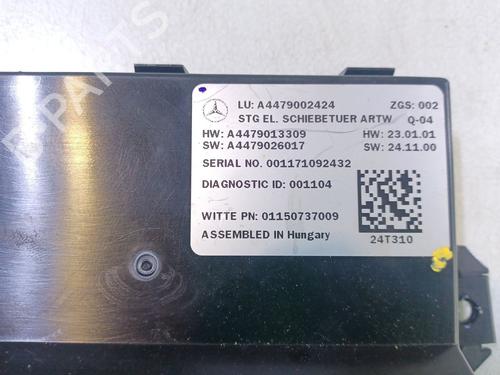 LU: A4479002424 ZGS: 002
STG EL. SCHIEBETUER ARTW Q-04
HW: A4479013309 HW: 23.01.01
SW: A4479026017 SW: 24.11.00
SERIAL NO. 001171092432
DIAGNOSTIC ID: 001104
WITTE PN: 01150737009
ASSEMBLED IN Hungary 24T310
B PARTS